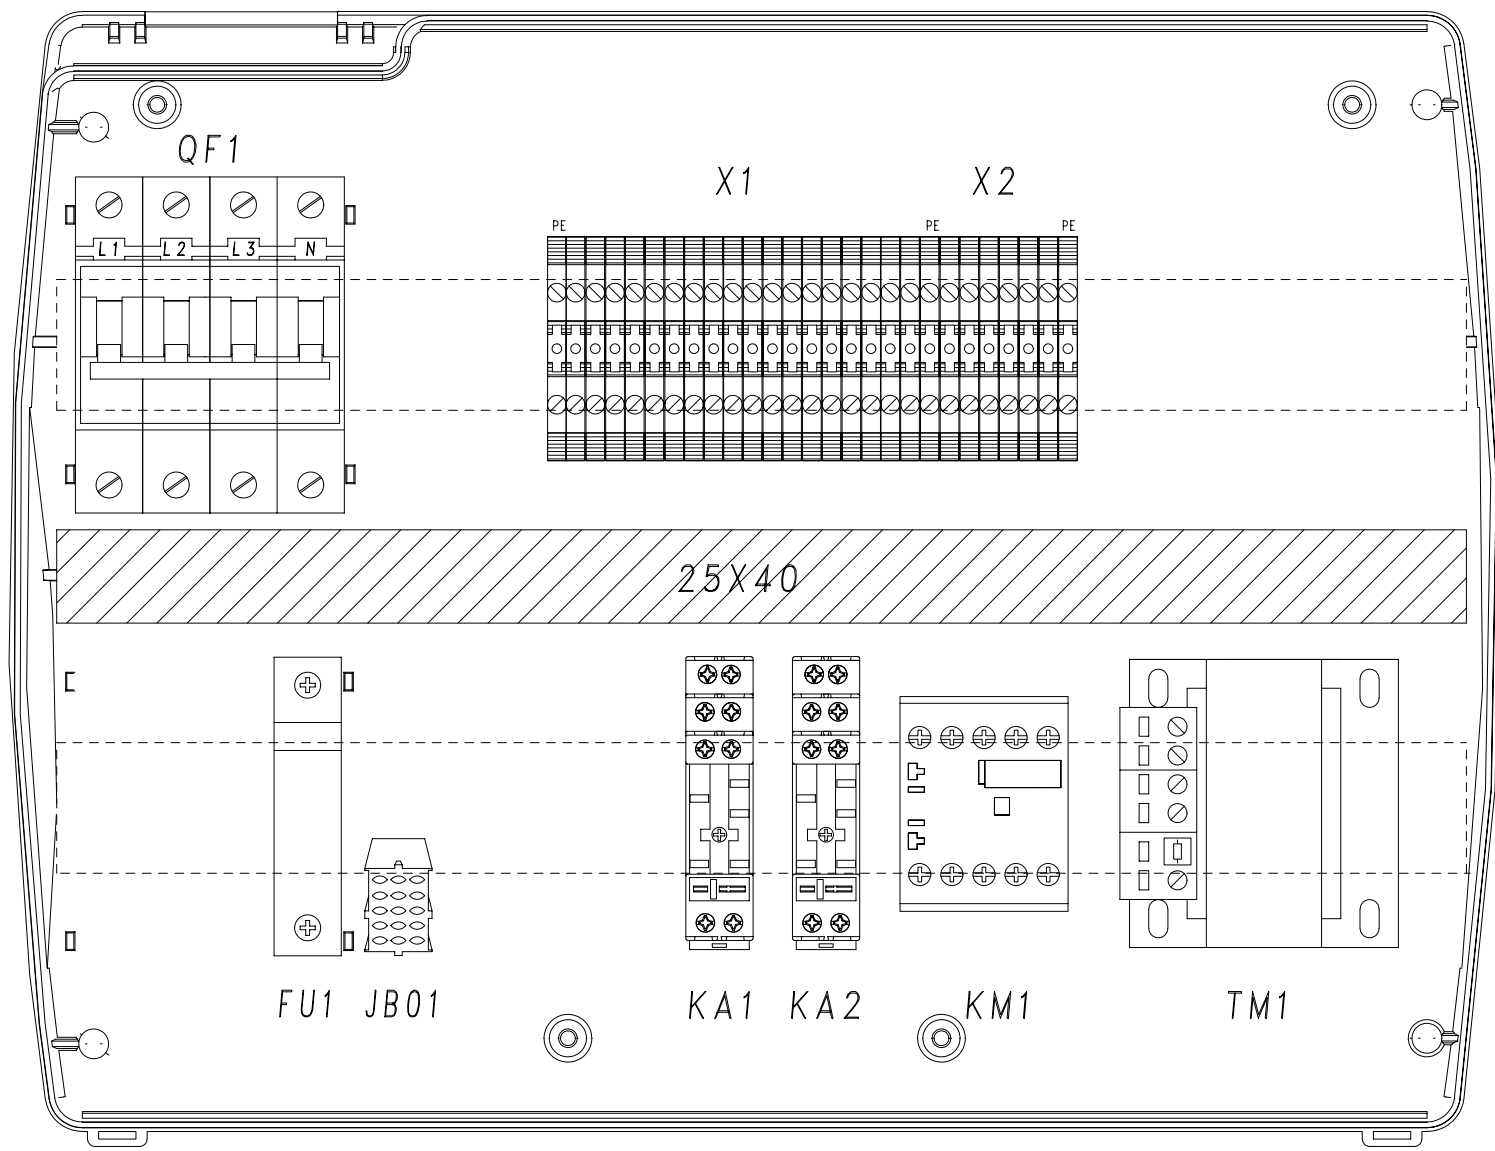 QF1
X1 X2
PE PE PE
L1 L2 L3 N
25X40
FU1 JB01 KA1 KA2 KM1 TM1